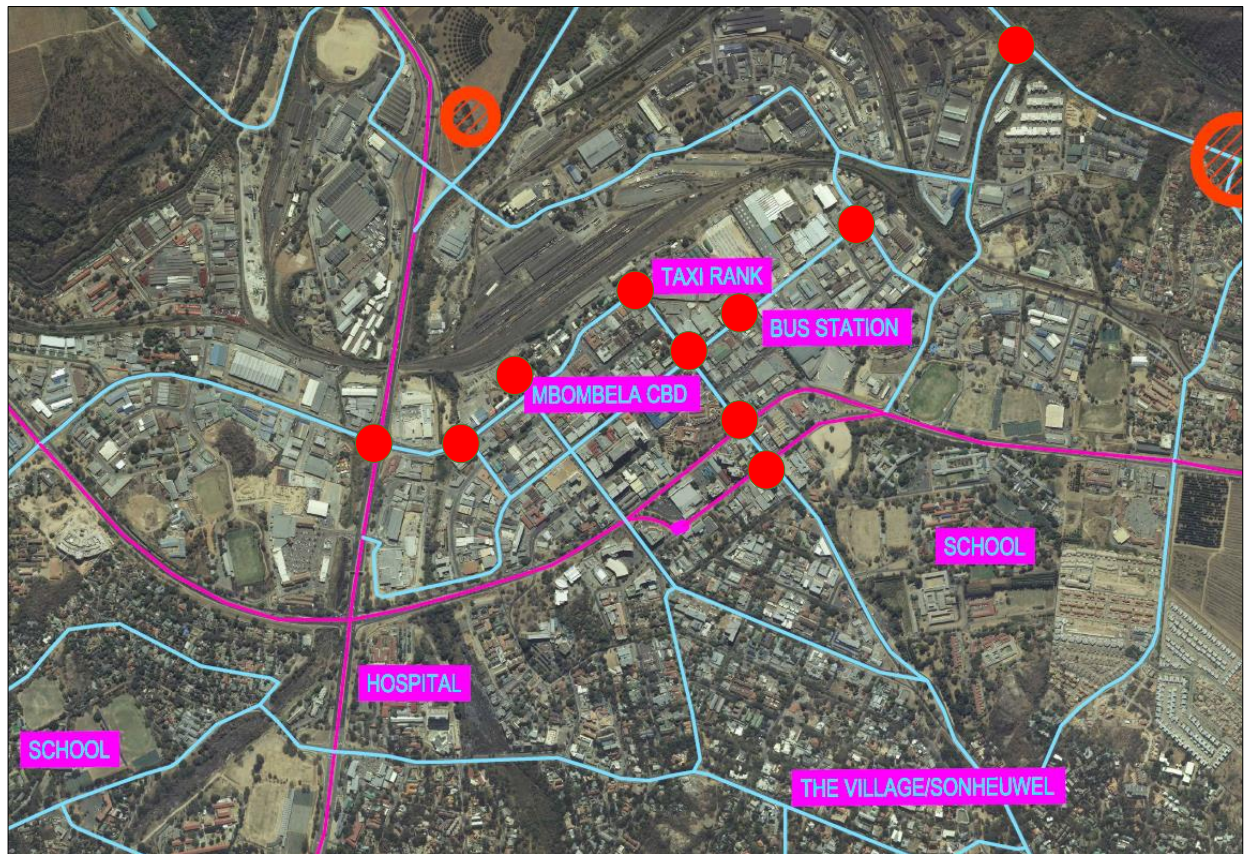 TAXI RANK
BUS STATION
MBOMBELA CBD
SCHOOL
HOSPITAL
SCHOOL
THE VILLAGE/SONHEUWEL